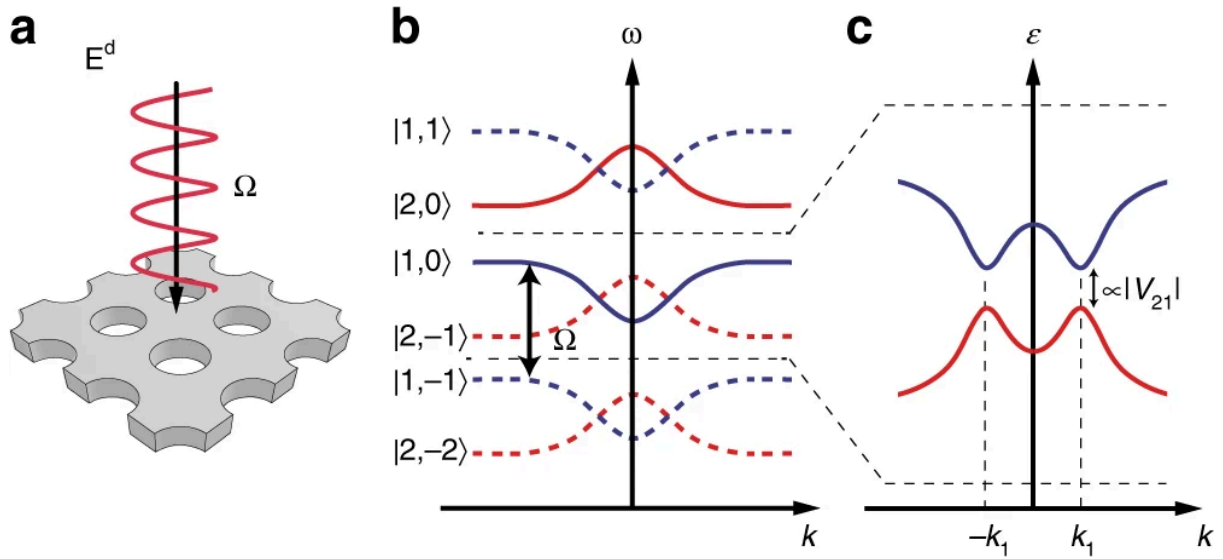 a
E^d
Ω
b
ω
|1,1⟩
|2,0⟩
|1,0⟩
|2,−1⟩
Ω
|1,−1⟩
|2,−2⟩
k
c
ε
∝|V₂₁|
−k₁
k₁
k